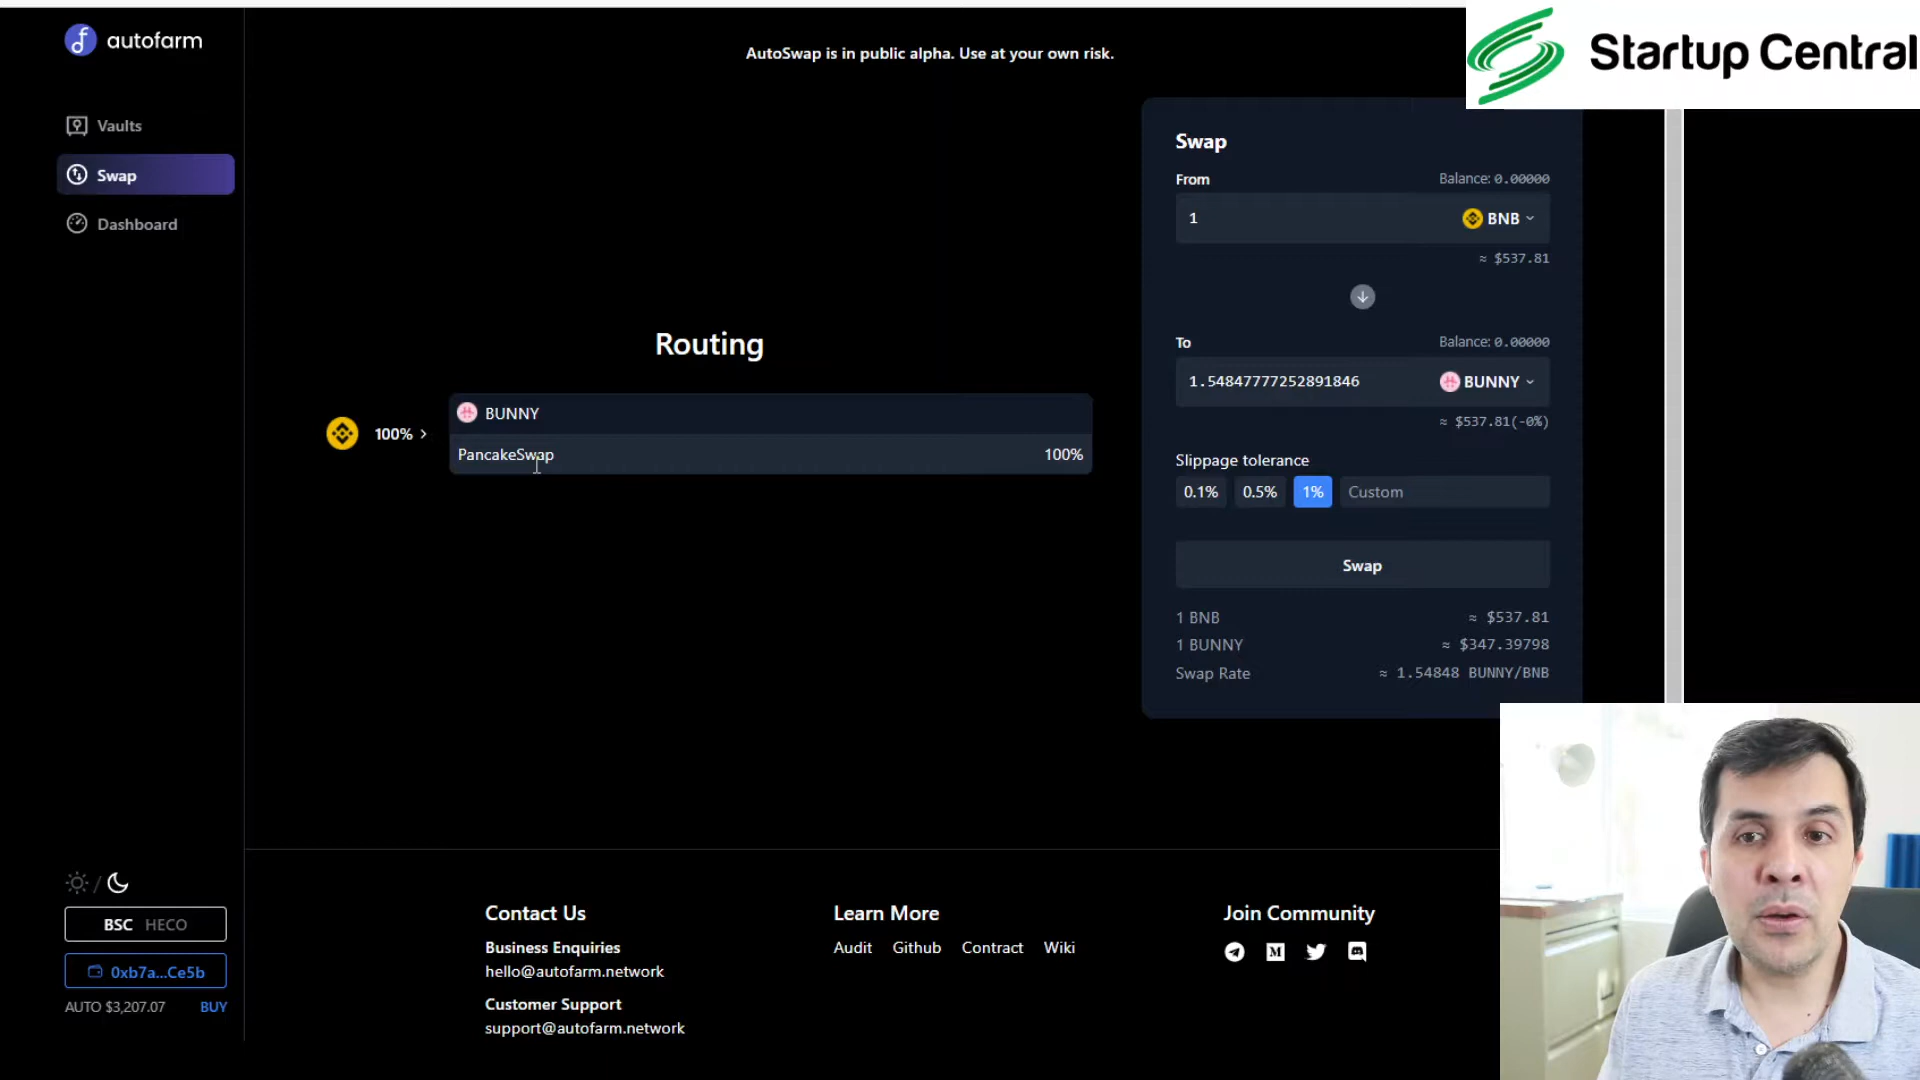 autofarm
Vaults
Swap
Dashboard
BSC HECO
0xb7a...Ce5b
AUTO $3,207.07 BUY
AutoSwap is in public alpha. Use at your own risk.
Startup Central
Routing
100% >
BUNNY
PancakeSwap 100%
Swap
From Balance: 0.00000
1 BNB
≈ $537.81
To Balance: 0.00000
1.54847777252891846 BUNNY
≈ $537.81(-0%)
Slippage tolerance
0.1% 0.5% 1% Custom
Swap
1 BNB ≈ $537.81
1 BUNNY ≈ $347.39798
Swap Rate ≈ 1.54848 BUNNY/BNB
Contact Us
Business Enquiries
hello@autofarm.network
Customer Support
support@autofarm.network
Learn More
Audit Github Contract Wiki
Join Community